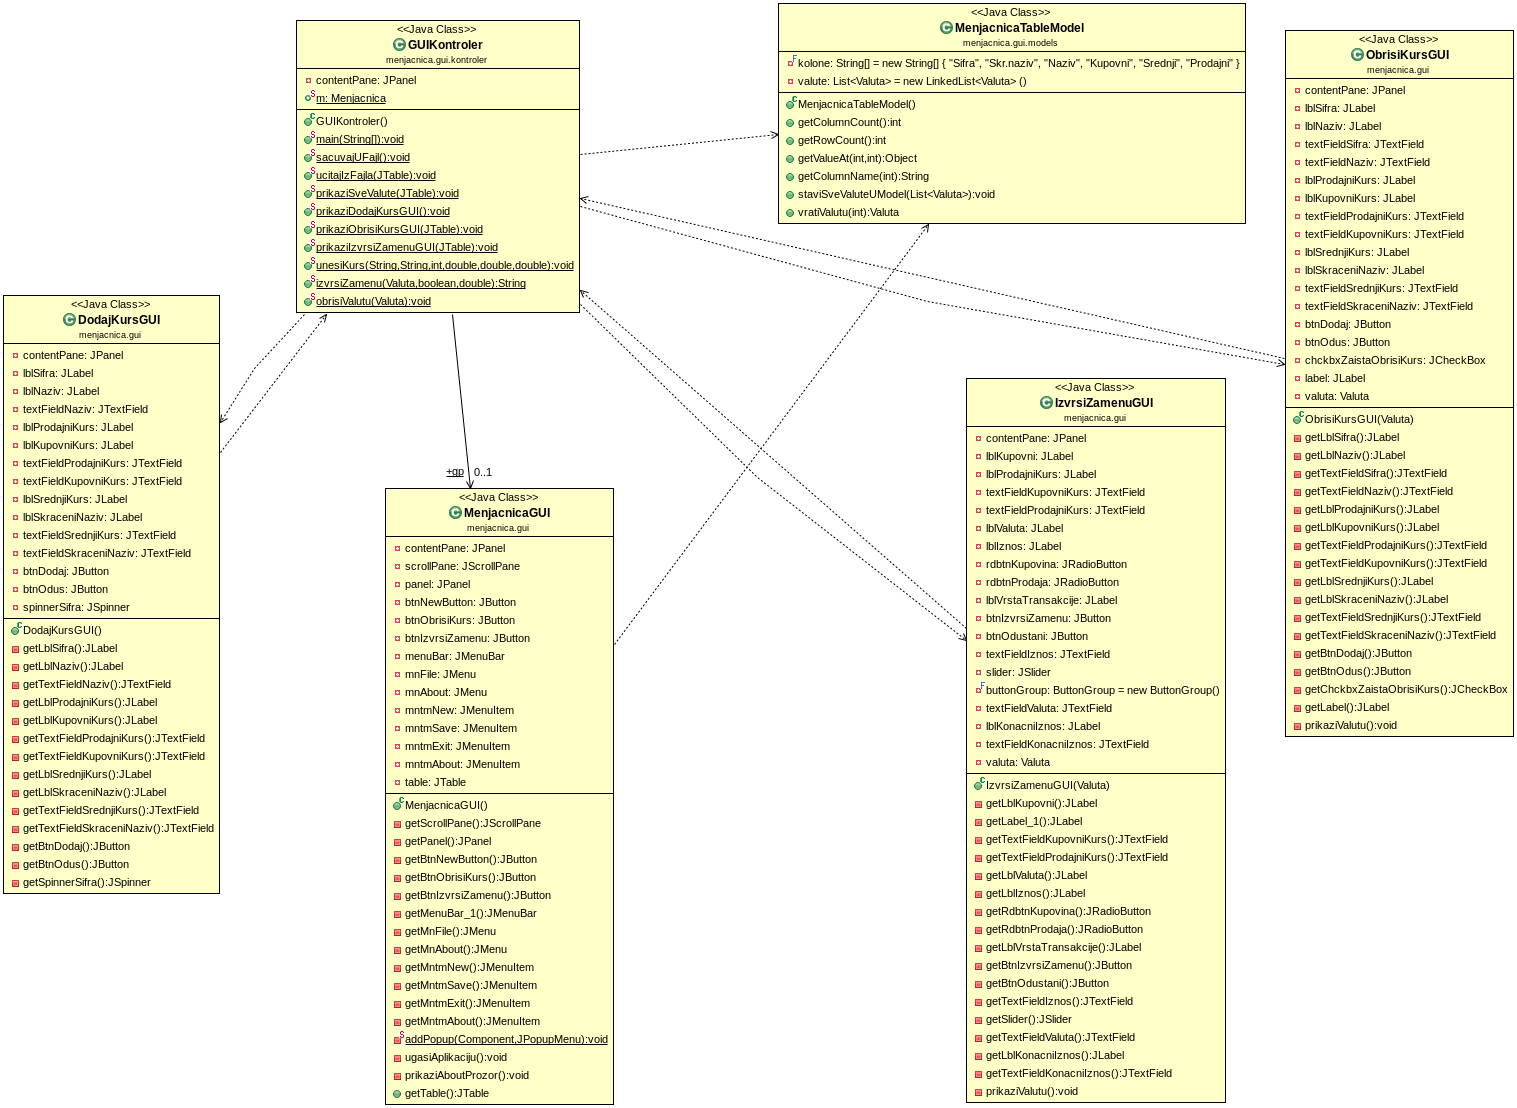 <<Java Class>>
GUIKontroler
menjacnica.gui.kontroler
contentPane: JPanel
m: Menjacnica
GUIKontroler()
main(String[]):void
sacuvajUFajl():void
ucitajIzFajla(JTable):void
prikaziSveValute(JTable):void
prikaziDodajKursGUI():void
prikaziObrisiKursGUI(JTable):void
prikaziIzvrsiZamenuGUI(JTable):void
unesiKurs(String,String,int,double,double,double):void
izvrsiZamenu(Valuta,boolean,double):String
obrisiValutu(Valuta):void
<<Java Class>>
MenjacnicaTableModel
menjacnica.gui.models
kolone: String[] = new String[] { "Sifra", "Skr.naziv", "Naziv", "Kupovni", "Srednji", "Prodajni" }
valute: List<Valuta> = new LinkedList<Valuta> ()
MenjacnicaTableModel()
getColumnCount():int
getRowCount():int
getValueAt(int,int):Object
getColumnName(int):String
staviSveValuteUModel(List<Valuta>):void
vratiValutu(int):Valuta
<<Java Class>>
ObrisiKursGUI
menjacnica.gui
contentPane: JPanel
lblSifra: JLabel
lblNaziv: JLabel
textFieldSifra: JTextField
textFieldNaziv: JTextField
lblProdajniKurs: JLabel
lblKupovniKurs: JLabel
textFieldProdajniKurs: JTextField
textFieldKupovniKurs: JTextField
lblSrednjiKurs: JLabel
lblSkraceniNaziv: JLabel
textFieldSrednjiKurs: JTextField
textFieldSkraceniNaziv: JTextField
btnDodaj: JButton
btnOdus: JButton
chckbxZaistaObrisiKurs: JCheckBox
label: JLabel
valuta: Valuta
ObrisiKursGUI(Valuta)
getLblSifra():JLabel
getLblNaziv():JLabel
getTextFieldSifra():JTextField
getTextFieldNaziv():JTextField
getLblProdajniKurs():JLabel
getLblKupovniKurs():JLabel
getTextFieldProdajniKurs():JTextField
getTextFieldKupovniKurs():JTextField
getLblSrednjiKurs():JLabel
getLblSkraceniNaziv():JLabel
getTextFieldSrednjiKurs():JTextField
getTextFieldSkraceniNaziv():JTextField
getBtnDodaj():JButton
getBtnOdus():JButton
getChckbxZaistaObrisiKurs():JCheckBox
getLabel():JLabel
prikaziValutu():void
<<Java Class>>
DodajKursGUI
menjacnica.gui
contentPane: JPanel
lblSifra: JLabel
lblNaziv: JLabel
textFieldNaziv: JTextField
lblProdajniKurs: JLabel
lblKupovniKurs: JLabel
textFieldProdajniKurs: JTextField
textFieldKupovniKurs: JTextField
lblSrednjiKurs: JLabel
lblSkraceniNaziv: JLabel
textFieldSrednjiKurs: JTextField
textFieldSkraceniNaziv: JTextField
btnDodaj: JButton
btnOdus: JButton
spinnerSifra: JSpinner
DodajKursGUI()
getLblSifra():JLabel
getLblNaziv():JLabel
getTextFieldNaziv():JTextField
getLblProdajniKurs():JLabel
getLblKupovniKurs():JLabel
getTextFieldProdajniKurs():JTextField
getTextFieldKupovniKurs():JTextField
getLblSrednjiKurs():JLabel
getLblSkraceniNaziv():JLabel
getTextFieldSrednjiKurs():JTextField
getTextFieldSkraceniNaziv():JTextField
getBtnDodaj():JButton
getBtnOdus():JButton
getSpinnerSifra():JSpinner
+gp 0..1
<<Java Class>>
MenjacnicaGUI
menjacnica.gui
contentPane: JPanel
scrollPane: JScrollPane
panel: JPanel
btnNewButton: JButton
btnObrisiKurs: JButton
btnIzvrsiZamenu: JButton
menuBar: JMenuBar
mnFile: JMenu
mnAbout: JMenu
mntmNew: JMenuItem
mntmSave: JMenuItem
mntmExit: JMenuItem
mntmAbout: JMenuItem
table: JTable
MenjacnicaGUI()
getScrollPane():JScrollPane
getPanel():JPanel
getBtnNewButton():JButton
getBtnObrisiKurs():JButton
getBtnIzvrsiZamenu():JButton
getMenuBar_1():JMenuBar
getMnFile():JMenu
getMnAbout():JMenu
getMntmNew():JMenuItem
getMntmSave():JMenuItem
getMntmExit():JMenuItem
getMntmAbout():JMenuItem
addPopup(Component,JPopupMenu):void
ugasiAplikaciju():void
prikaziAboutProzor():void
getTable():JTable
<<Java Class>>
IzvrsiZamenuGUI
menjacnica.gui
contentPane: JPanel
lblKupovni: JLabel
lblProdajniKurs: JLabel
textFieldKupovniKurs: JTextField
textFieldProdajniKurs: JTextField
lblValuta: JLabel
lblIznos: JLabel
rdbtnKupovina: JRadioButton
rdbtnProdaja: JRadioButton
lblVrstaTransakcije: JLabel
btnIzvrsiZamenu: JButton
btnOdustani: JButton
textFieldIznos: JTextField
slider: JSlider
buttonGroup: ButtonGroup = new ButtonGroup()
textFieldValuta: JTextField
lblKonacniIznos: JLabel
textFieldKonacniIznos: JTextField
valuta: Valuta
IzvrsiZamenuGUI(Valuta)
getLblKupovni():JLabel
getLabel_1():JLabel
getTextFieldKupovniKurs():JTextField
getTextFieldProdajniKurs():JTextField
getLblValuta():JLabel
getLblIznos():JLabel
getRdbtnKupovina():JRadioButton
getRdbtnProdaja():JRadioButton
getLblVrstaTransakcije():JLabel
getBtnIzvrsiZamenu():JButton
getBtnOdustani():JButton
getTextFieldIznos():JTextField
getSlider():JSlider
getTextFieldValuta():JTextField
getLblKonacniIznos():JLabel
getTextFieldKonacniIznos():JTextField
prikaziValutu():void